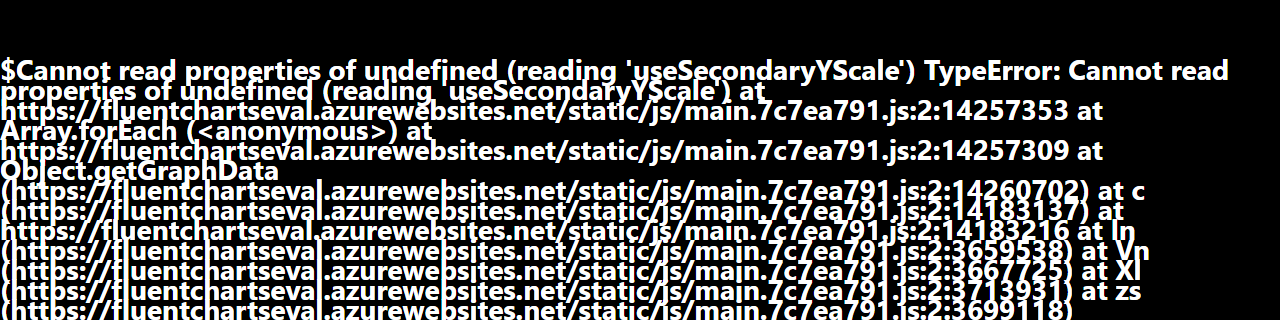 $Cannot read properties of undefined (reading 'useSecondaryYScale') TypeError: Cannot read
properties of undefined (reading 'useSecondaryYScale') at
https://fluentchartseval.azurewebsites.net/static/js/main.7c7ea791.js:2:14257353 at
Array.forEach (<anonymous>) at
https://fluentchartseval.azurewebsites.net/static/js/main.7c7ea791.js:2:14257309 at
Object.getGraphData
(https://fluentchartseval.azurewebsites.net/static/js/main.7c7ea791.js:2:14260702) at c
(https://fluentchartseval.azurewebsites.net/static/js/main.7c7ea791.js:2:14183137) at
https://fluentchartseval.azurewebsites.net/static/js/main.7c7ea791.js:2:14183216 at ln
(https://fluentchartseval.azurewebsites.net/static/js/main.7c7ea791.js:2:3659538) at Vn
(https://fluentchartseval.azurewebsites.net/static/js/main.7c7ea791.js:2:3667725) at Xl
(https://fluentchartseval.azurewebsites.net/static/js/main.7c7ea791.js:2:3713931) at zs
(https://fluentchartseval.azurewebsites.net/static/js/main.7c7ea791.js:2:3699118)